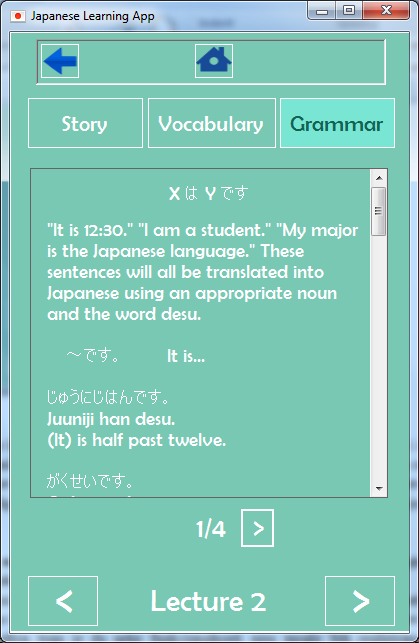 Japanese Learning App
Story
Vocabulary
Grammar
X は Y です
"It is 12:30." "I am a student." "My major
is the Japanese language." These
sentences will all be translated into
Japanese using an appropriate noun
and the word desu.
～です。 It is...
じゅうにじはんです。
Juuniji han desu.
(It) is half past twelve.
がくせいです。
1/4
>
<
Lecture 2
>